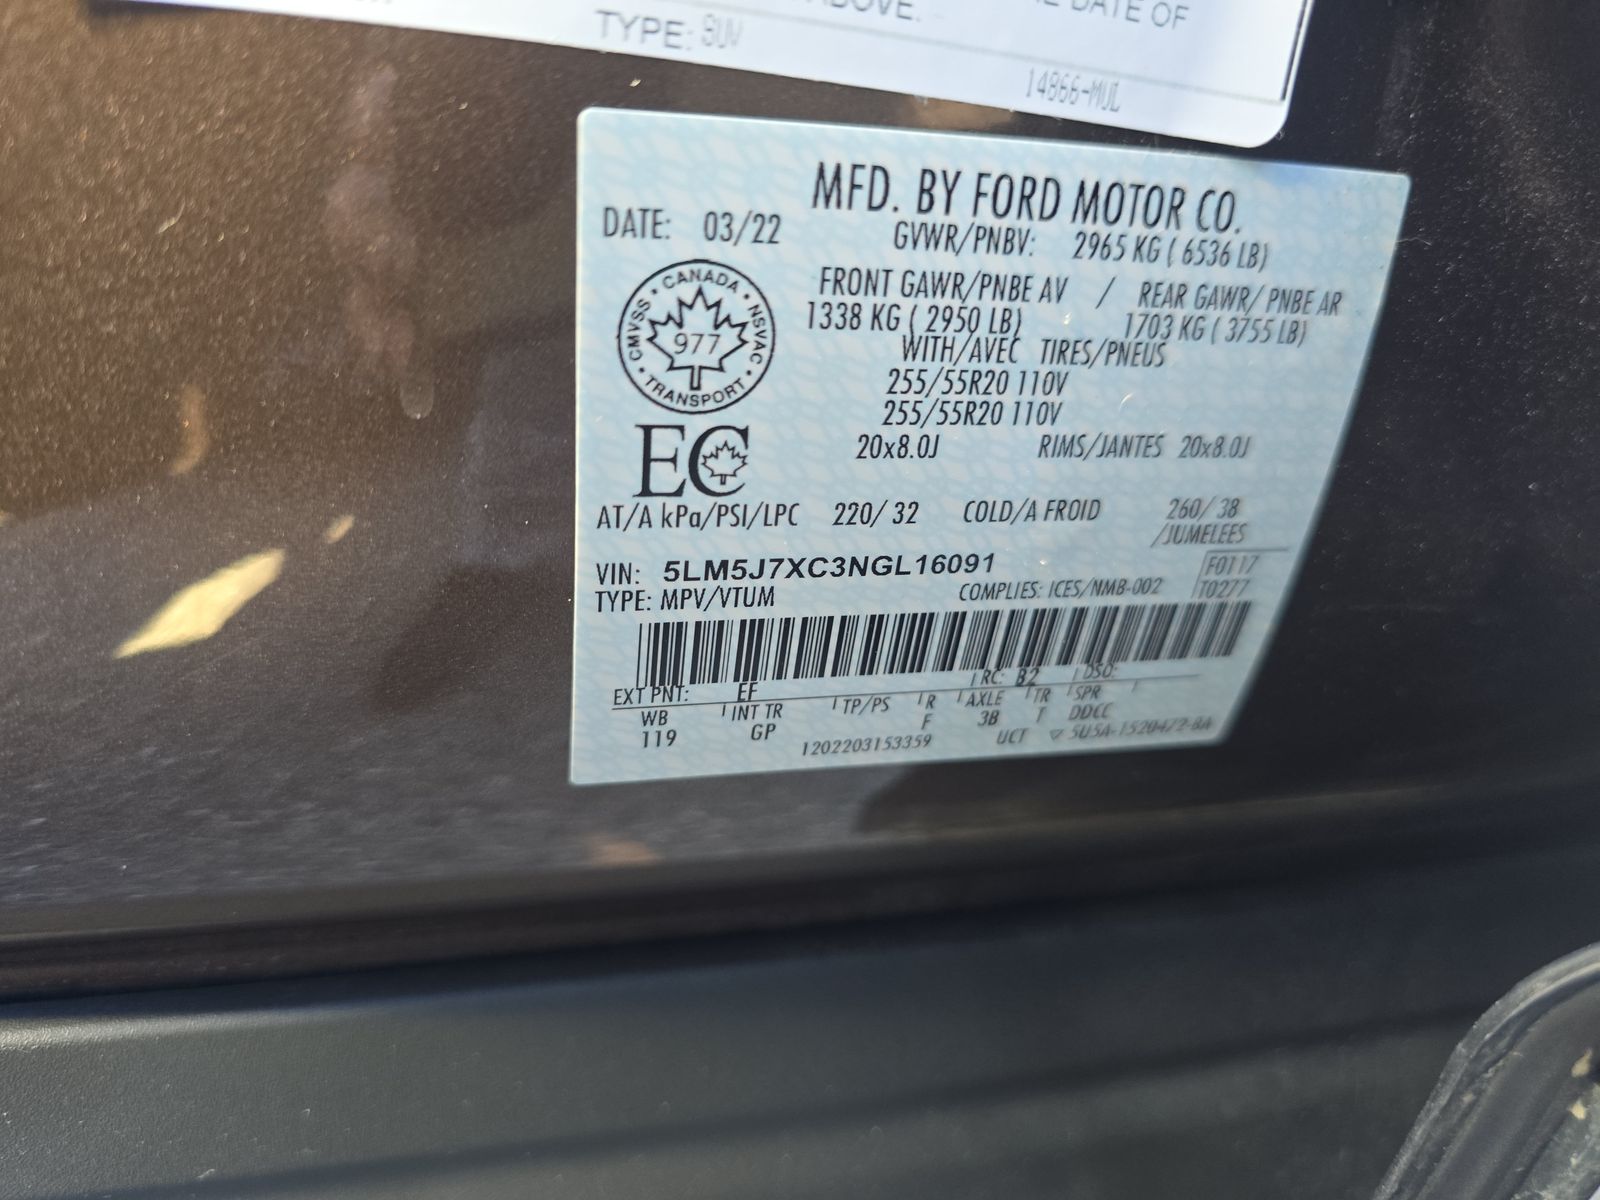 ABOVE.
DATE OF
TYPE: SUV
14866-MUL
MFD. BY FORD MOTOR CO.
DATE: 03/22
GVWR/PNBV: 2965 KG ( 6536 LB)
FRONT GAWR/PNBE AV / REAR GAWR/ PNBE AR
1338 KG ( 2950 LB) 1703 KG ( 3755 LB)
WITH/AVEC TIRES/PNEUS
255/55R20 110V
255/55R20 110V
20x8.0J RIMS/JANTES 20x8.0J
CANADA · NSVAC · TRANSPORT · CMVSS
977
EC
AT/A kPa/PSI/LPC 220/ 32 COLD/A FROID 260/ 38
/JUMELEES
VIN: 5LM5J7XC3NGL16091
F0117
TYPE: MPV/VTUM COMPLIES: ICES/NMB-002 T0277
EXT PNT: EF RC: B2 DSO:
WB INT TR TP/PS R AXLE TR SPR
119 GP F 3B T DDCC
1202203153359 UCT